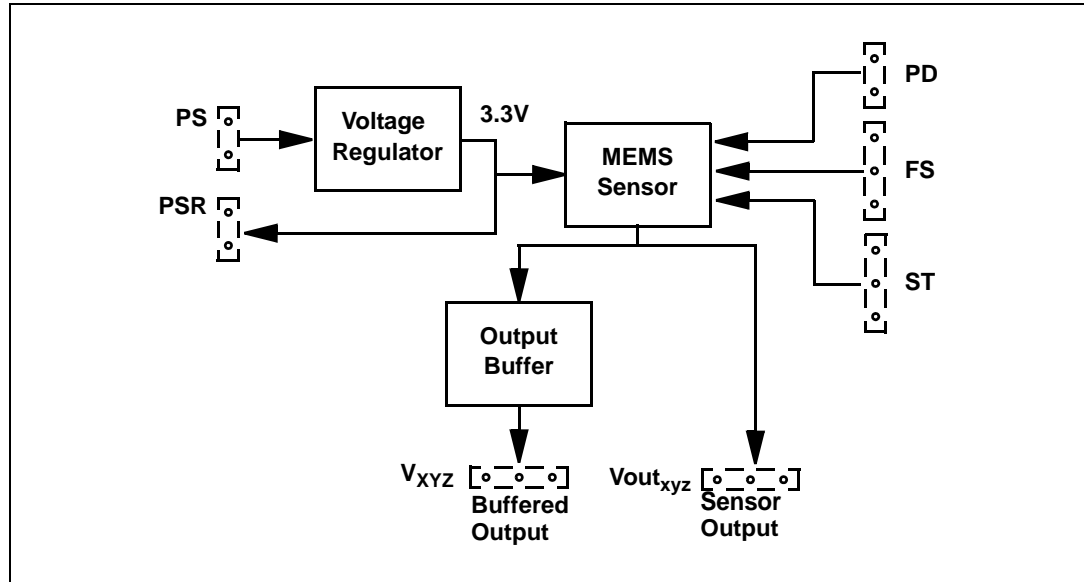 PS
Voltage
Regulator
3.3V
PSR
MEMS
Sensor
PD
FS
ST
Output
Buffer
VXYZ
Buffered
Output
Voutxyz
Sensor
Output